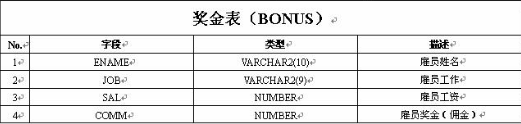 奖金表（BONUS）
No. 字段 类型 描述
1 ENAME VARCHAR2(10) 雇员姓名
2 JOB VARCHAR2(9) 雇员工作
3 SAL NUMBER 雇员工资
4 COMM NUMBER 雇员奖金（佣金）